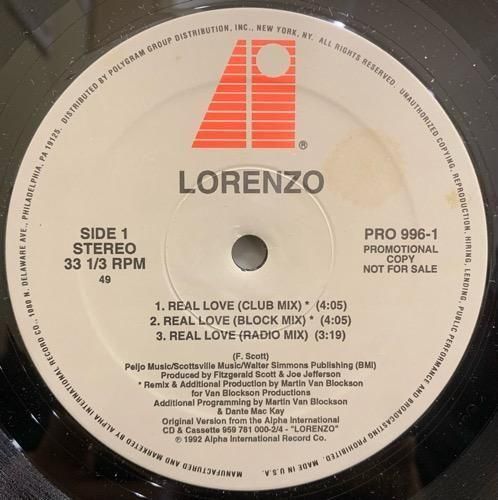 MANUFACTURED AND MARKETED BY ALPHA INTERNATIONAL RECORD CO., 1080 N. DELAWARE AVE., PHILADELPHIA, PA 19125. DISTRIBUTED BY POLYGRAM GROUP DISTRIBUTION, INC., NEW YORK, NY. ALL RIGHTS RESERVED. UNAUTHORIZED COPYING, REPRODUCTION, HIRING, LENDING, PUBLIC PERFORMANCE AND BROADCASTING PROHIBITED. MADE IN U.S.A.
®
LORENZO
SIDE 1
STEREO
33 1/3 RPM
49
PRO 996-1
PROMOTIONAL
COPY
NOT FOR SALE
1. REAL LOVE (CLUB MIX) * (4:05)
2. REAL LOVE (BLOCK MIX) * (4:05)
3. REAL LOVE (RADIO MIX) (3:19)
(F. Scott)
Peljo Music/Scottsville Music/Walter Simmons Publishing (BMI)
Produced by Fitzgerald Scott & Joe Jefferson
* Remix & Additional Production by Martin Van Blockson
for Van Blockson Productions
Additional Programming by Martin Van Blockson
& Dante Mac Kay
Original Version from the Alpha International
CD & Cassette 959 781 000-2/4 - "LORENZO"
℗ 1992 Alpha International Record Co.